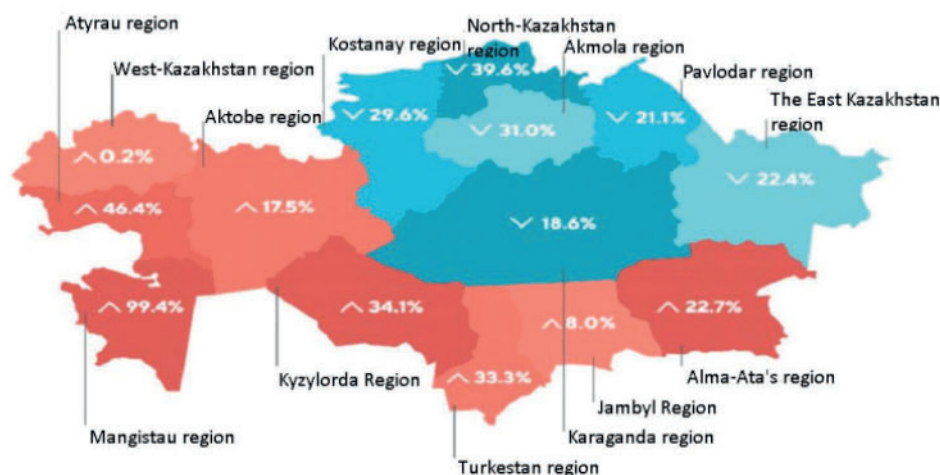 Atyrau region
North-Kazakhstan
Kostanay region
region
Akmola region
West-Kazakhstan region
Pavlodar region
The East Kazakhstan
region
Aktobe region
39.6%
29.6%
31.0%
21.1%
0.2%
22.4%
46.4%
17.5%
18.6%
99.4%
34.1%
8.0%
22.7%
33.3%
Kyzylorda Region
Alma-Ata's region
Jambyl Region
Mangistau region
Karaganda region
Turkestan region